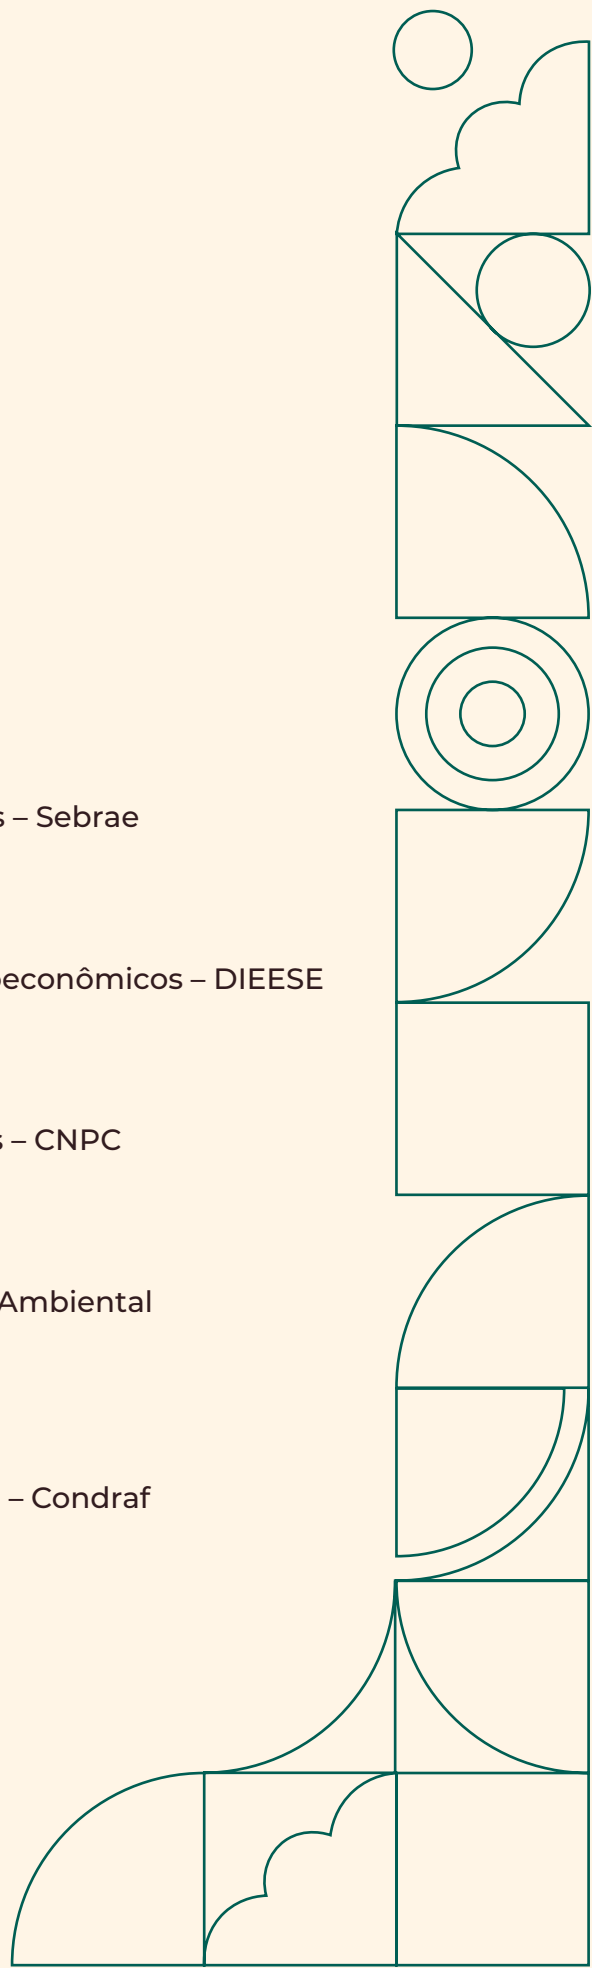 s – Sebrae
oeconômicos – DIEESE
s – CNPC
Ambiental
– Condraf